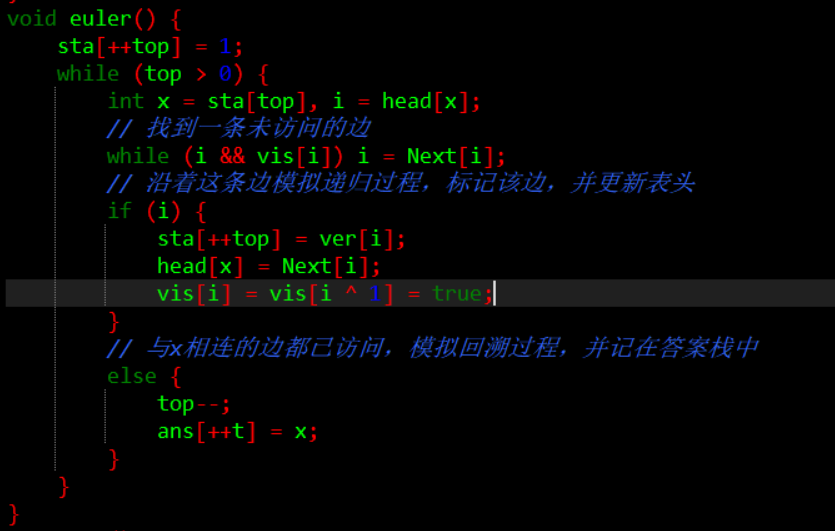 void euler() {
    sta[++top] = 1;
    while (top > 0) {
        int x = sta[top], i = head[x];
        // 找到一条未访问的边
        while (i && vis[i]) i = Next[i];
        // 沿着这条边模拟递归过程，标记该边，并更新表头
        if (i) {
            sta[++top] = ver[i];
            head[x] = Next[i];
            vis[i] = vis[i ^ 1] = true;
        }
        // 与x相连的边都已访问，模拟回溯过程，并记在答案栈中
        else {
            top--;
            ans[++t] = x;
        }
    }
}